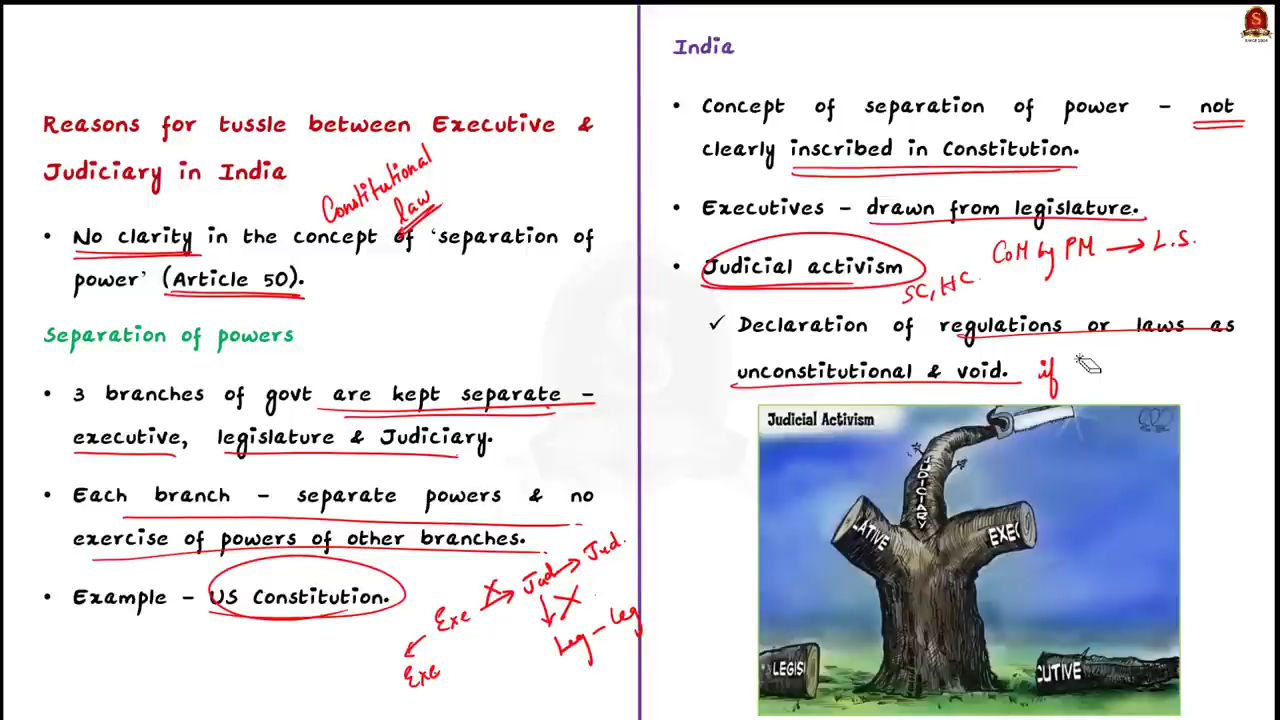 Reasons for tussle between Executive &
Judiciary in India
Constitutional
law
• No clarity in the concept of 'separation of
power' (Article 50).
Separation of powers
• 3 branches of govt are kept separate –
executive, legislature & Judiciary.
• Each branch – separate powers & no
exercise of powers of other branches.
• Example – US Constitution.
Exe Jud Jud.
Exe
Leg – Leg
S
SINCE 2004
India
• Concept of separation of power – not
clearly inscribed in Constitution.
• Executives – drawn from legislature.
CoM by PM → L.S.
• Judicial activism
SC, HC
✓ Declaration of regulations or laws as
unconstitutional & void. if
Judicial Activism
JUDICIARY
LATIVE
EXEC
LEGISL
CUTIVE